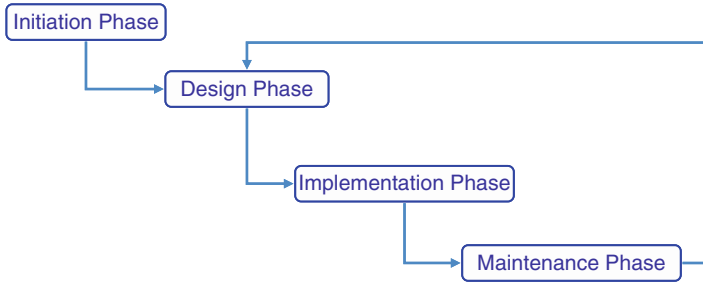 Initiation Phase
Design Phase
Implementation Phase
Maintenance Phase